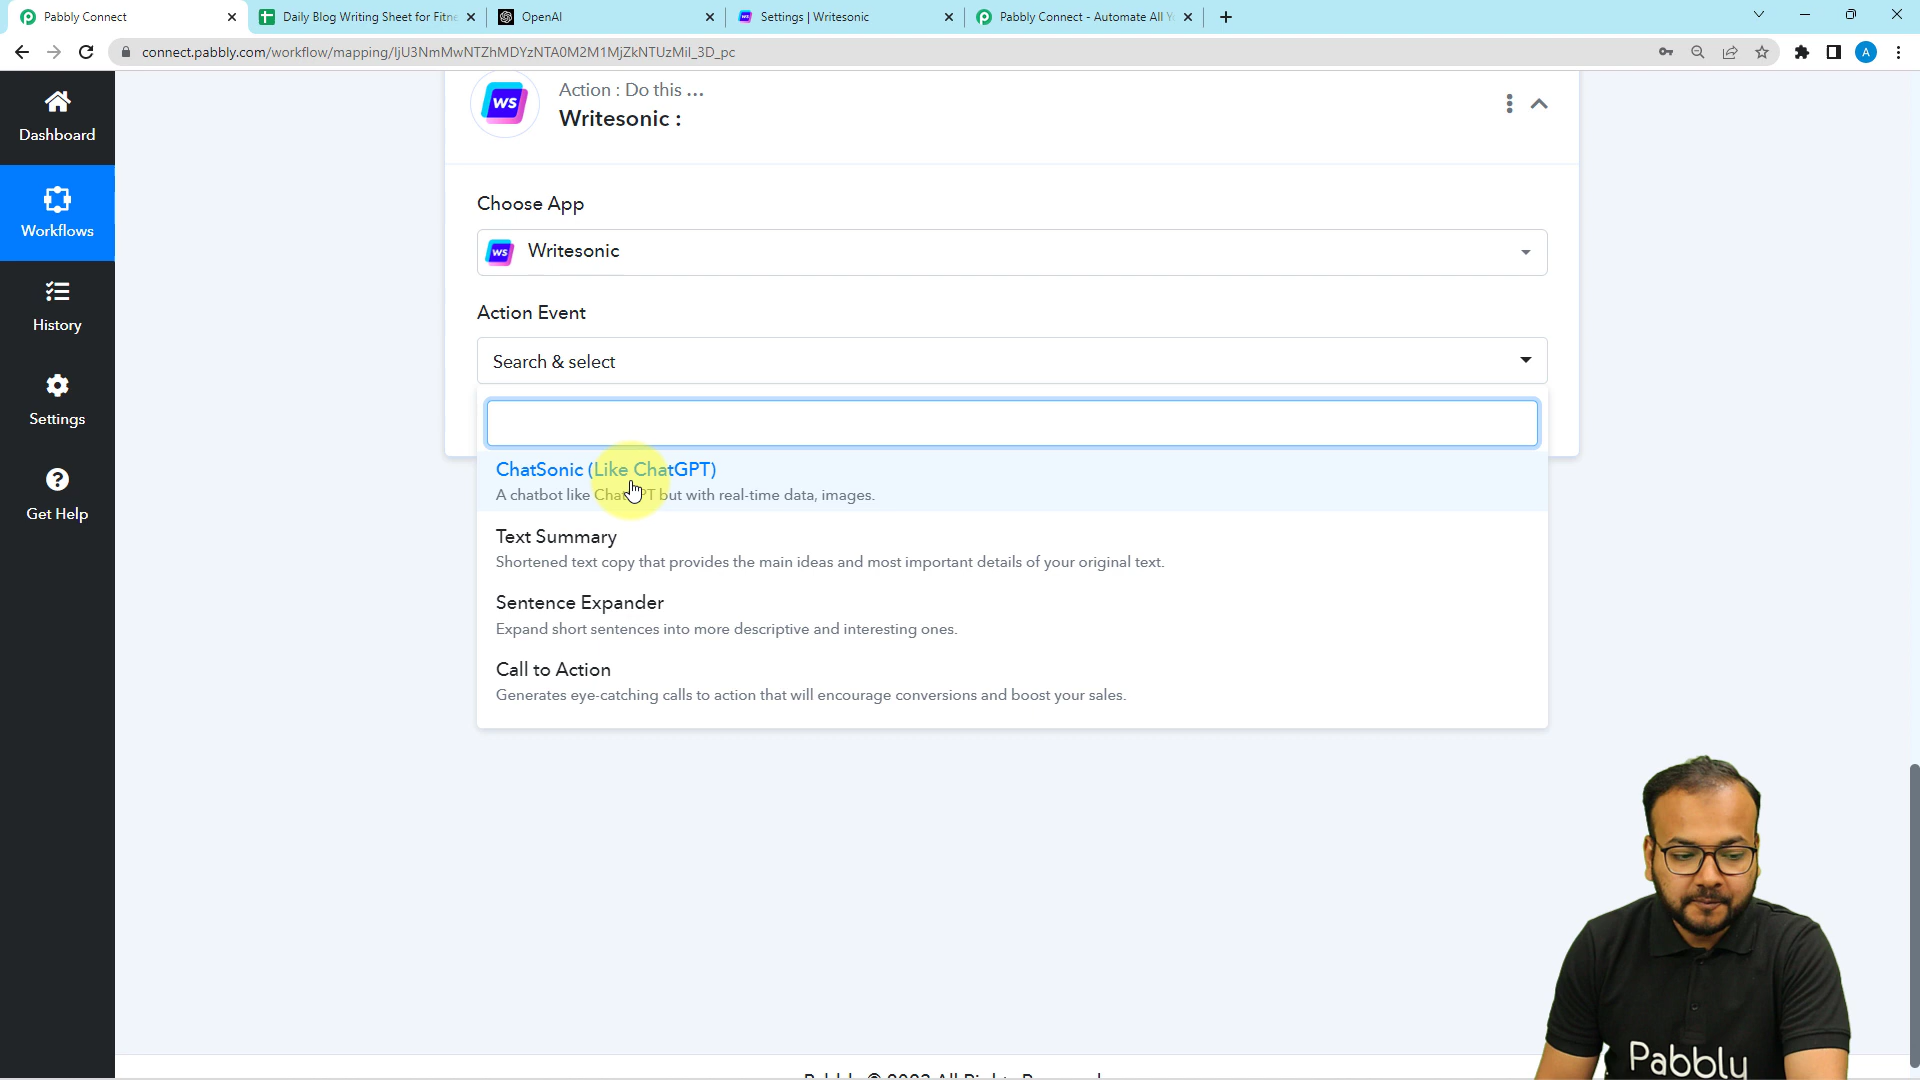 Pabbly Connect
Daily Blog Writing Sheet for Fitne
OpenAI
Settings | Writesonic
Pabbly Connect - Automate All Y
connect.pabbly.com/workflow/mapping/IjU3NmMwNTZhMDYzNTA0M2M1MjZkNTUzMiI_3D_pc
A
Dashboard
Workflows
History
Settings
Get Help
WS
Action : Do this ...
Writesonic :
Choose App
WS
Writesonic
Action Event
Search & select
ChatSonic (Like ChatGPT)
A chatbot like ChatGPT but with real-time data, images.
Text Summary
Shortened text copy that provides the main ideas and most important details of your original text.
Sentence Expander
Expand short sentences into more descriptive and interesting ones.
Call to Action
Generates eye-catching calls to action that will encourage conversions and boost your sales.
Pabbly